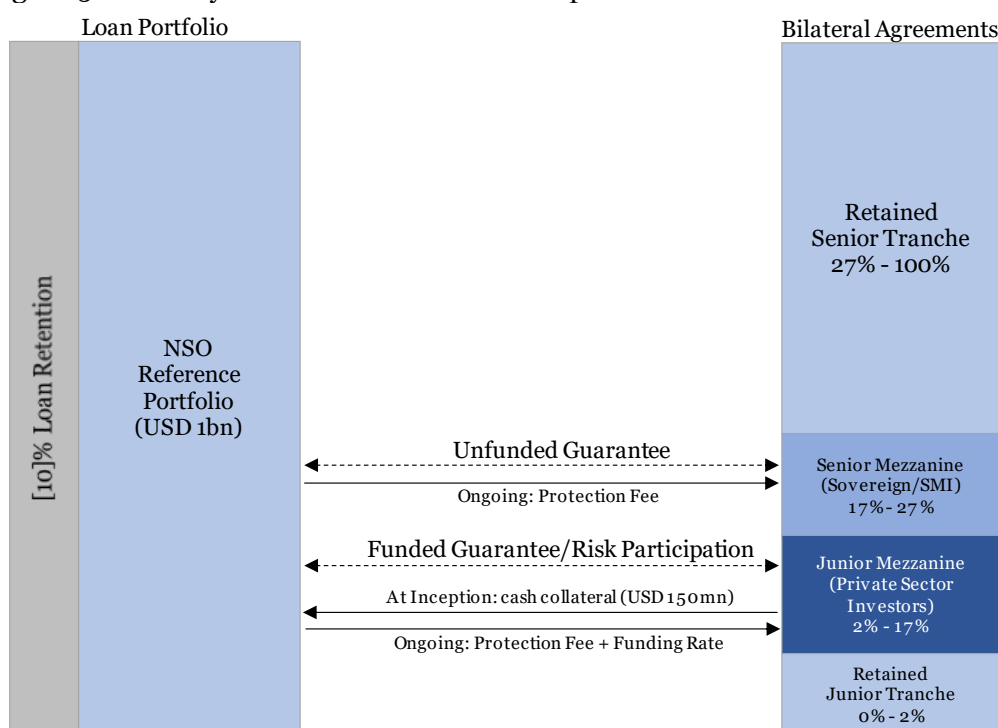 Loan Portfolio
Bilateral Agreements
[10]% Loan Retention
NSO
Reference
Portfolio
(USD 1bn)
Retained
Senior Tranche
27% - 100%
Unfunded Guarantee
Ongoing: Protection Fee
Senior Mezzanine
(Sovereign/SMI)
17% - 27%
Funded Guarantee/Risk Participation
At Inception: cash collateral (USD 150mn)
Ongoing: Protection Fee + Funding Rate
Junior Mezzanine
(Private Sector
Investors)
2% - 17%
Retained
Junior Tranche
0% - 2%